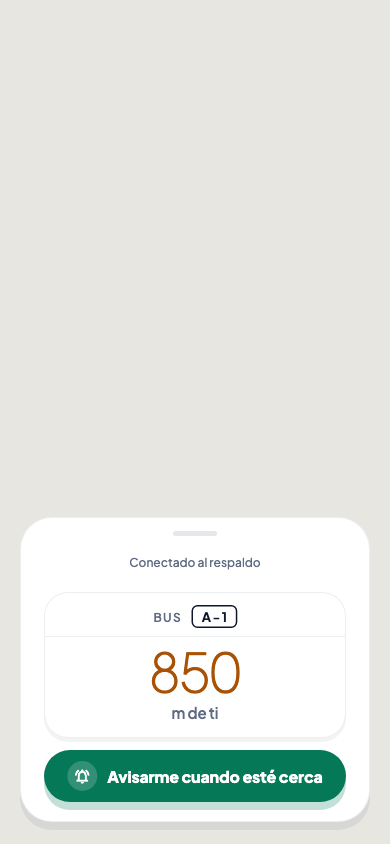 Conectado al respaldo
BUS A-1
850
m de ti
Avisarme cuando esté cerca